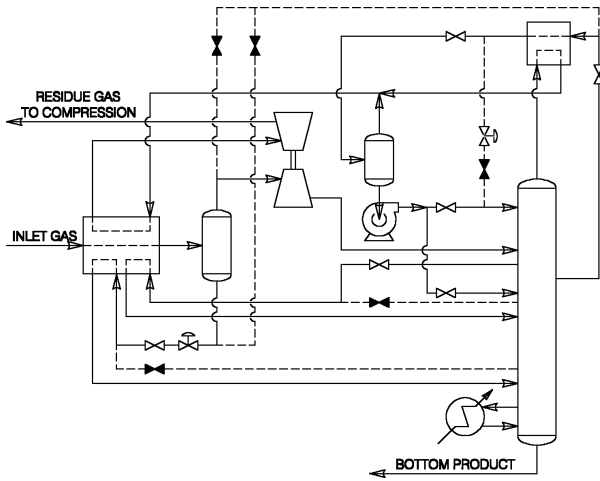 RESIDUE GAS
TO COMPRESSION
INLET GAS
BOTTOM PRODUCT